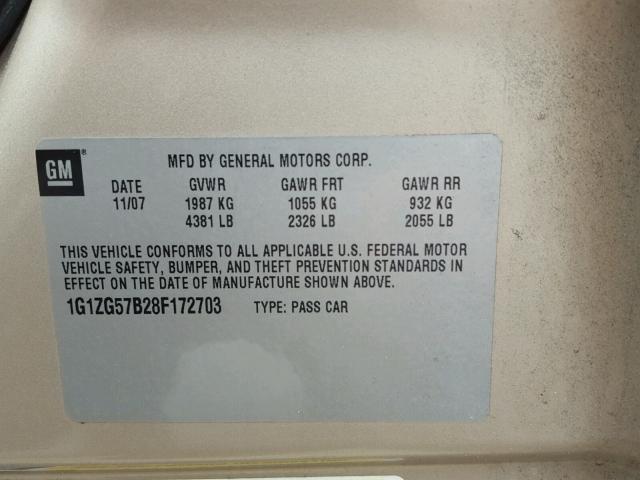 GM ®
MFD BY GENERAL MOTORS CORP.
DATE GVWR GAWR FRT GAWR RR
11/07 1987 KG 1055 KG 932 KG
4381 LB 2326 LB 2055 LB
THIS VEHICLE CONFORMS TO ALL APPLICABLE U.S. FEDERAL MOTOR
VEHICLE SAFETY, BUMPER, AND THEFT PREVENTION STANDARDS IN
EFFECT ON THE DATE OF MANUFACTURE SHOWN ABOVE.
1G1ZG57B28F172703 TYPE: PASS CAR